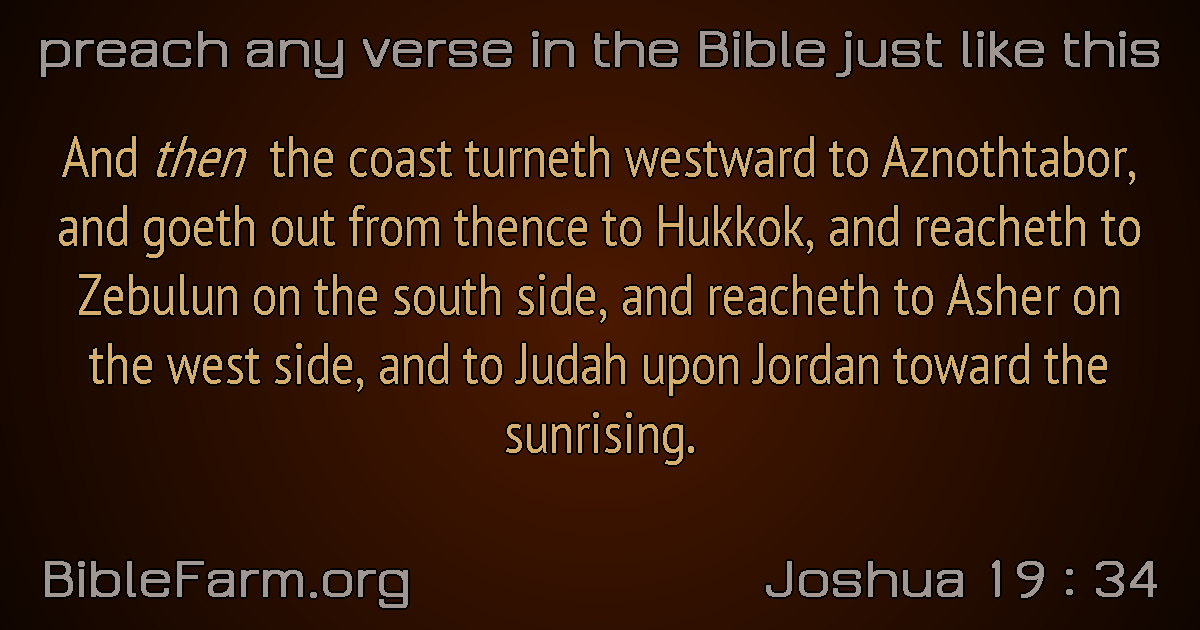 preach any verse in the Bible just like this
And then the coast turneth westward to Aznothtabor,
and goeth out from thence to Hukkok, and reacheth to
Zebulun on the south side, and reacheth to Asher on
the west side, and to Judah upon Jordan toward the
sunrising.
BibleFarm.org
Joshua 19 : 34